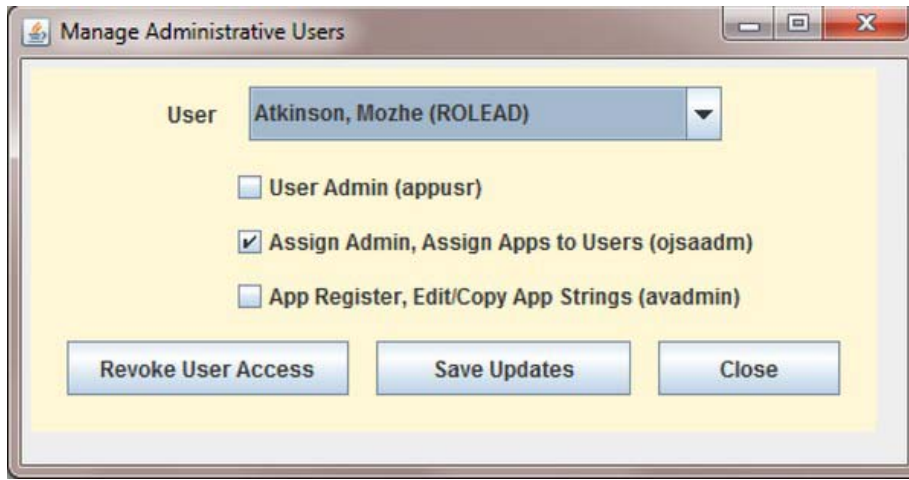 Manage Administrative Users
User Atkinson, Mozhe (ROLEAD)
User Admin (appusr)
Assign Admin, Assign Apps to Users (ojsaadm)
App Register, Edit/Copy App Strings (avadmin)
Revoke User Access Save Updates Close